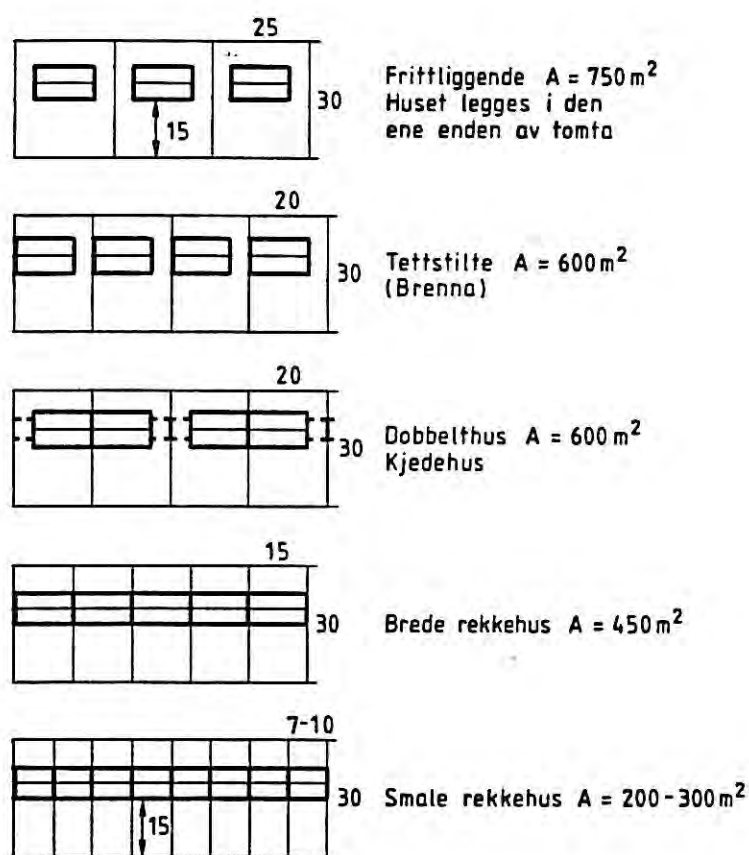 25
30
15
Frittliggende A = 750 m²
Huset legges i den
ene enden av tomta
20
30
Tettstilte A = 600 m²
(Brenna)
20
30
Dobbelthus A = 600 m²
Kjedehus
15
30
Brede rekkehus A = 450 m²
7-10
30
15
Smale rekkehus A = 200-300 m²